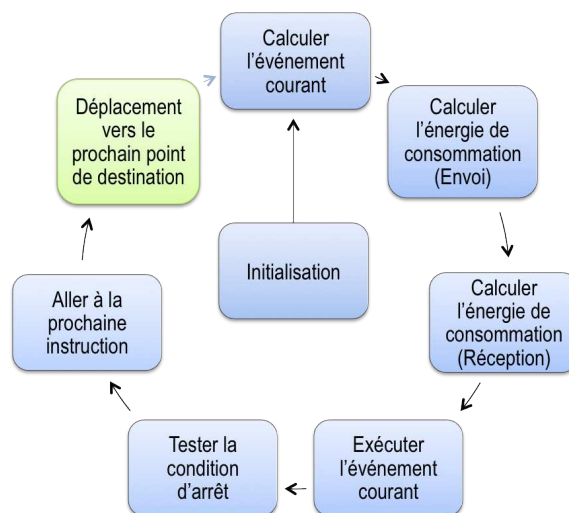 Calculer
l'événement
courant
Calculer
l'énergie de
consommation
(Envoi)
Calculer
l'énergie de
consommation
(Réception)
Exécuter
l'événement
courant
Tester la
condition
d'arrêt
Aller à la
prochaine
instruction
Déplacement
vers le
prochain point
de destination
Initialisation